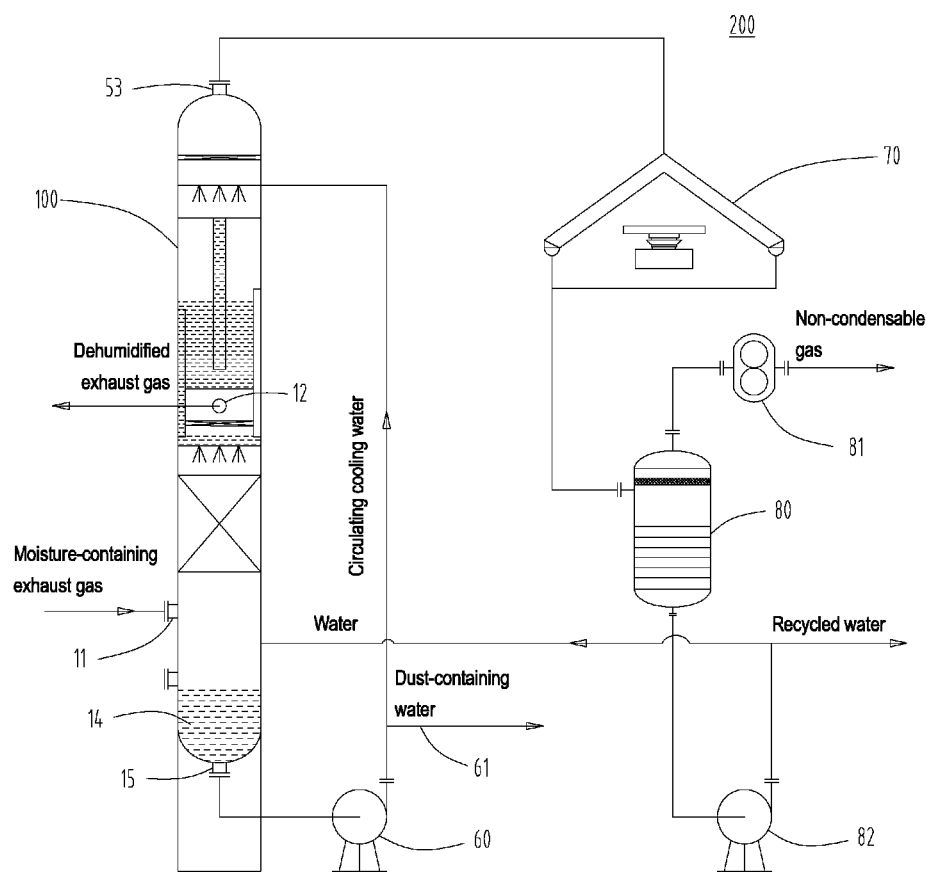 200
53
70
100
Dehumidified
exhaust gas
12
Non-condensable
gas
81
Circulating cooling water
80
Moisture-containing
exhaust gas
11
Water
Recycled water
Dust-containing
water
14
61
15
60
82